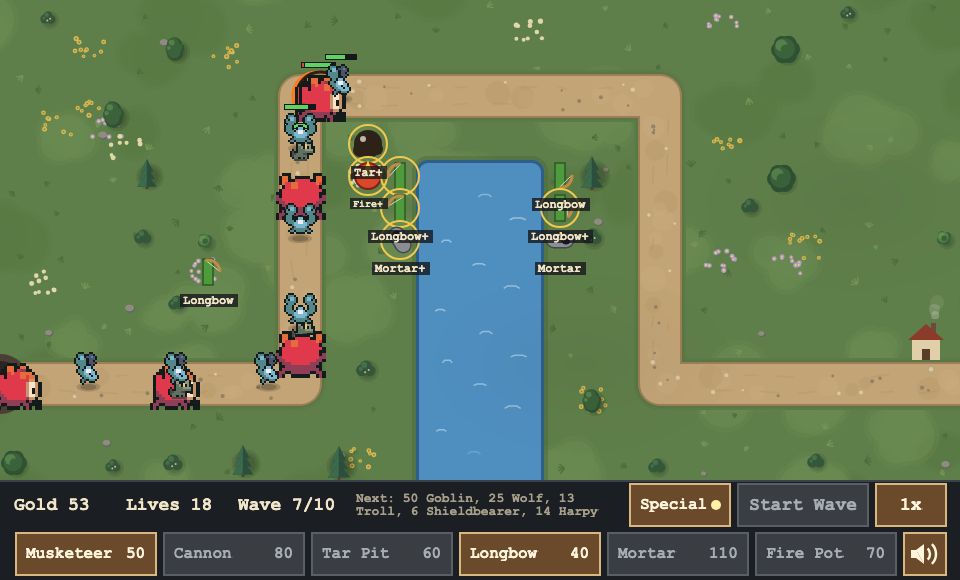 Tar+
Fire+
Longbow
Longbow+
Longbow+
Mortar+
Mortar
Longbow
Gold 53
Lives 18
Wave 7/10
Next: 50 Goblin, 25 Wolf, 13
Troll, 6 Shieldbearer, 14 Harpy
Special
Start Wave
1x
Musketeer 50
Cannon 80
Tar Pit 60
Longbow 40
Mortar 110
Fire Pot 70